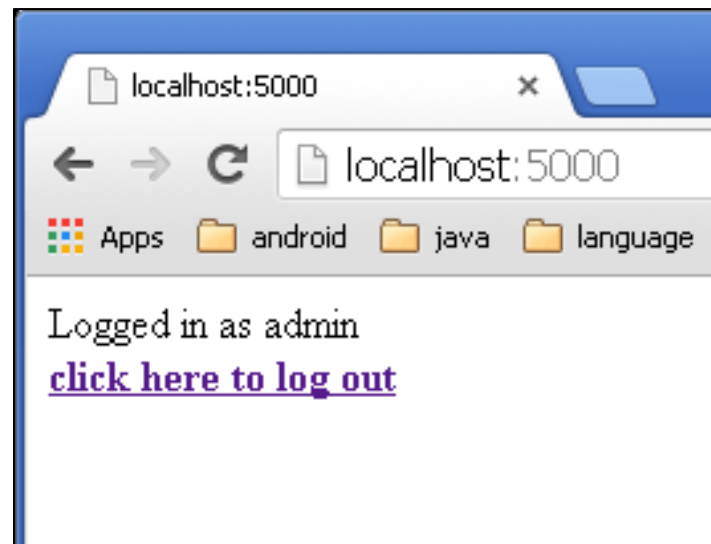 localhost:5000
localhost:5000
Apps android java language
Logged in as admin
click here to log out